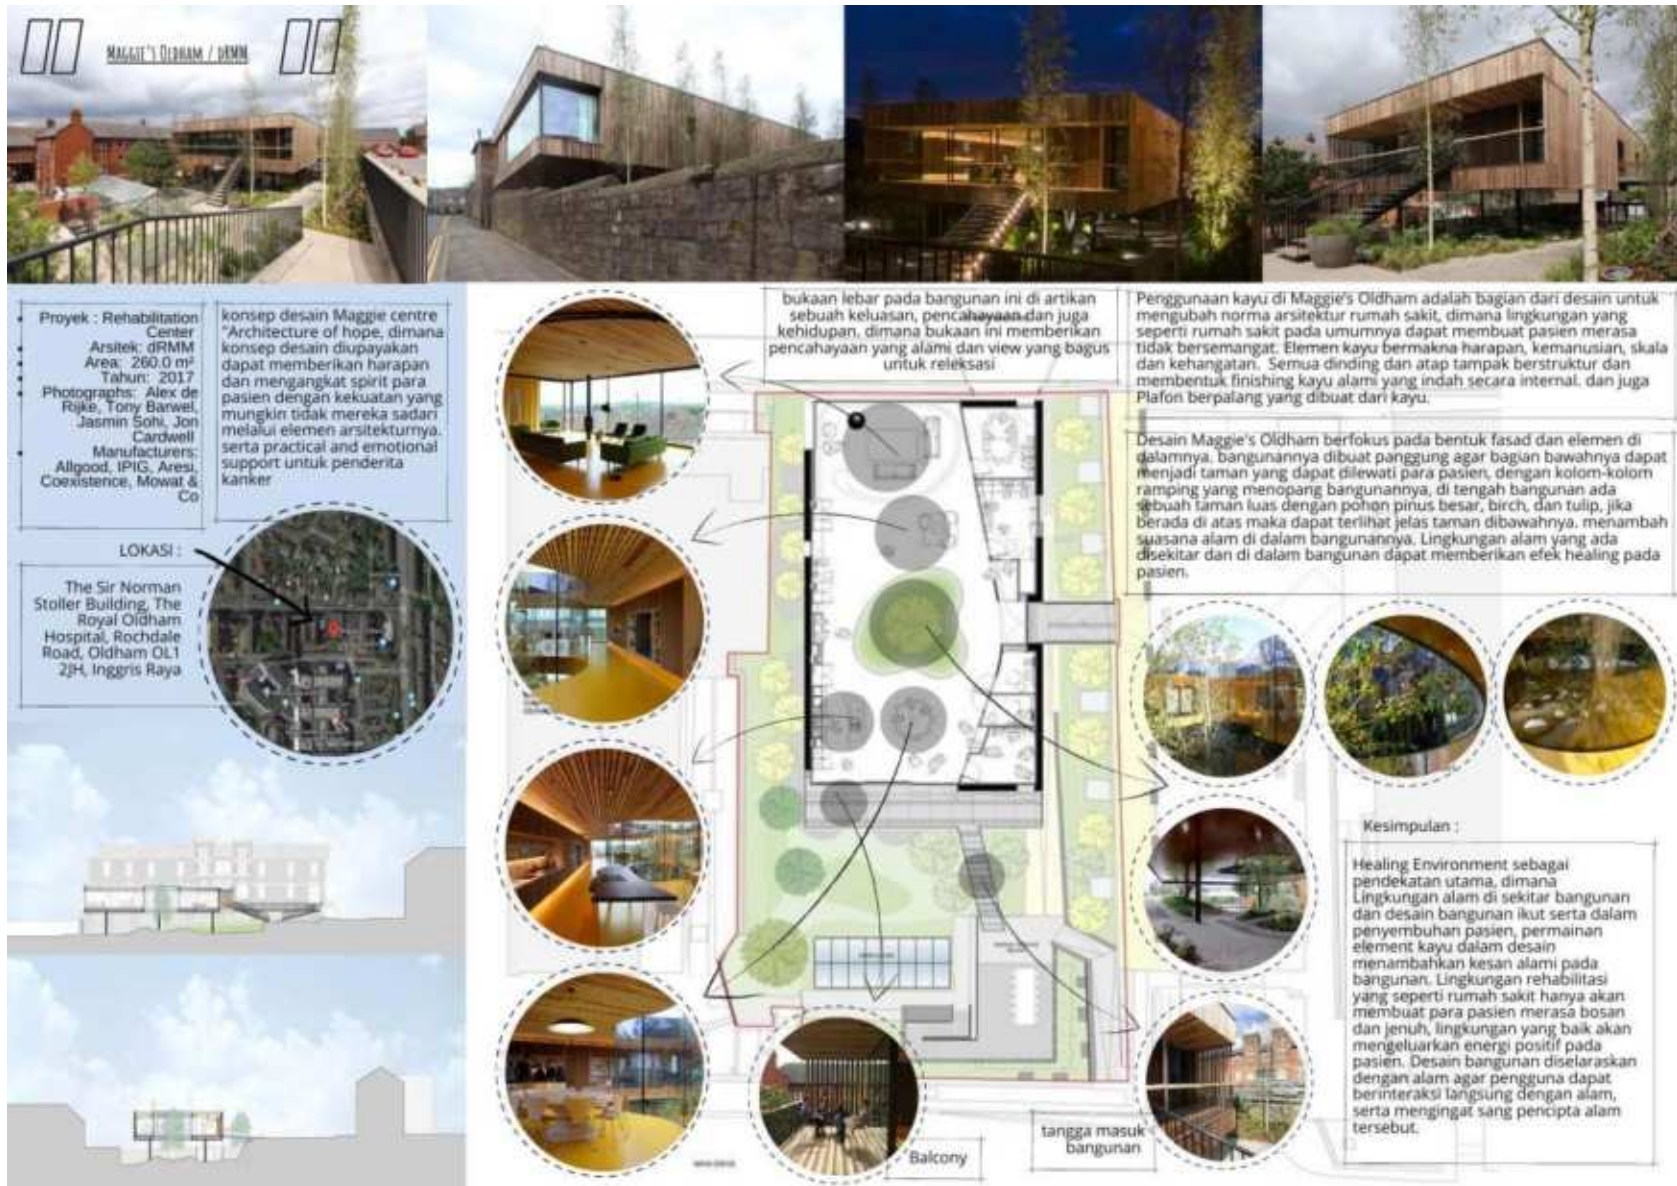 MAGGIE'S OLDHAM / DRMM
Proyek : Rehabilitation
Center
Arsitek: dRMM
Area: 260.0 m²
Tahun: 2017
Photographs: Alex de
Rijke, Tony Barwel,
Jasmin Sohi, Jon
Cardwell
Manufacturers:
Allgood, IPIG, Aresi,
Coexistence, Mowat &
Co
konsep desain Maggie centre
"Architecture of hope, dimana
konsep desain diupayakan
dapat memberikan harapan
dan mengangkat spirit para
pasien dengan kekuatan yang
mungkin tidak mereka sadari
melalui elemen arsitekturnya.
serta practical and emotional
support untuk penderita
kanker
LOKASI :
The Sir Norman
Stoller Building, The
Royal Oldham
Hospital, Rochdale
Road, Oldham OL1
2JH, Inggris Raya
bukaan lebar pada bangunan ini di artikan
sebuah keluasan, pencahayaan dan juga
kehidupan. dimana bukaan ini memberikan
pencahayaan yang alami dan view yang bagus
untuk releksasi
Penggunaan kayu di Maggie's Oldham adalah bagian dari desain untuk
mengubah norma arsitektur rumah sakit, dimana lingkungan yang
seperti rumah sakit pada umumnya dapat membuat pasien merasa
tidak bersemangat. Elemen kayu bermakna harapan, kemanusian, skala
dan kehangatan. Semua dinding dan atap tampak berstruktur dan
membentuk finishing kayu alami yang indah secara internal. dan juga
Plafon berpalang yang dibuat dari kayu.
Desain Maggie's Oldham berfokus pada bentuk fasad dan elemen di
dalamnya. bangunannya dibuat panggung agar bagian bawahnya dapat
menjadi taman yang dapat dilewati para pasien, dengan kolom-kolom
ramping yang menopang bangunannya, di tengah bangunan ada
sebuah taman luas dengan pohon pinus besar, birch, dan tulip, jika
berada di atas maka dapat terlihat jelas taman dibawahnya. menambah
suasana alam di dalam bangunannya. Lingkungan alam yang ada
disekitar dan di dalam bangunan dapat memberikan efek healing pada
pasien.
Kesimpulan :
Healing Environment sebagai
pendekatan utama, dimana
Lingkungan alam di sekitar bangunan
dan desain bangunan ikut serta dalam
penyembuhan pasien, permainan
element kayu dalam desain
menambahkan kesan alami pada
bangunan. Lingkungan rehabilitasi
yang seperti rumah sakit hanya akan
membuat para pasien merasa bosan
dan jenuh, lingkungan yang baik akan
mengeluarkan energi positif pada
pasien. Desain bangunan diselaraskan
dengan alam agar pengguna dapat
berinteraksi langsung dengan alam,
serta mengingat sang pencipta alam
tersebut.
tangga masuk
bangunan
Balcony